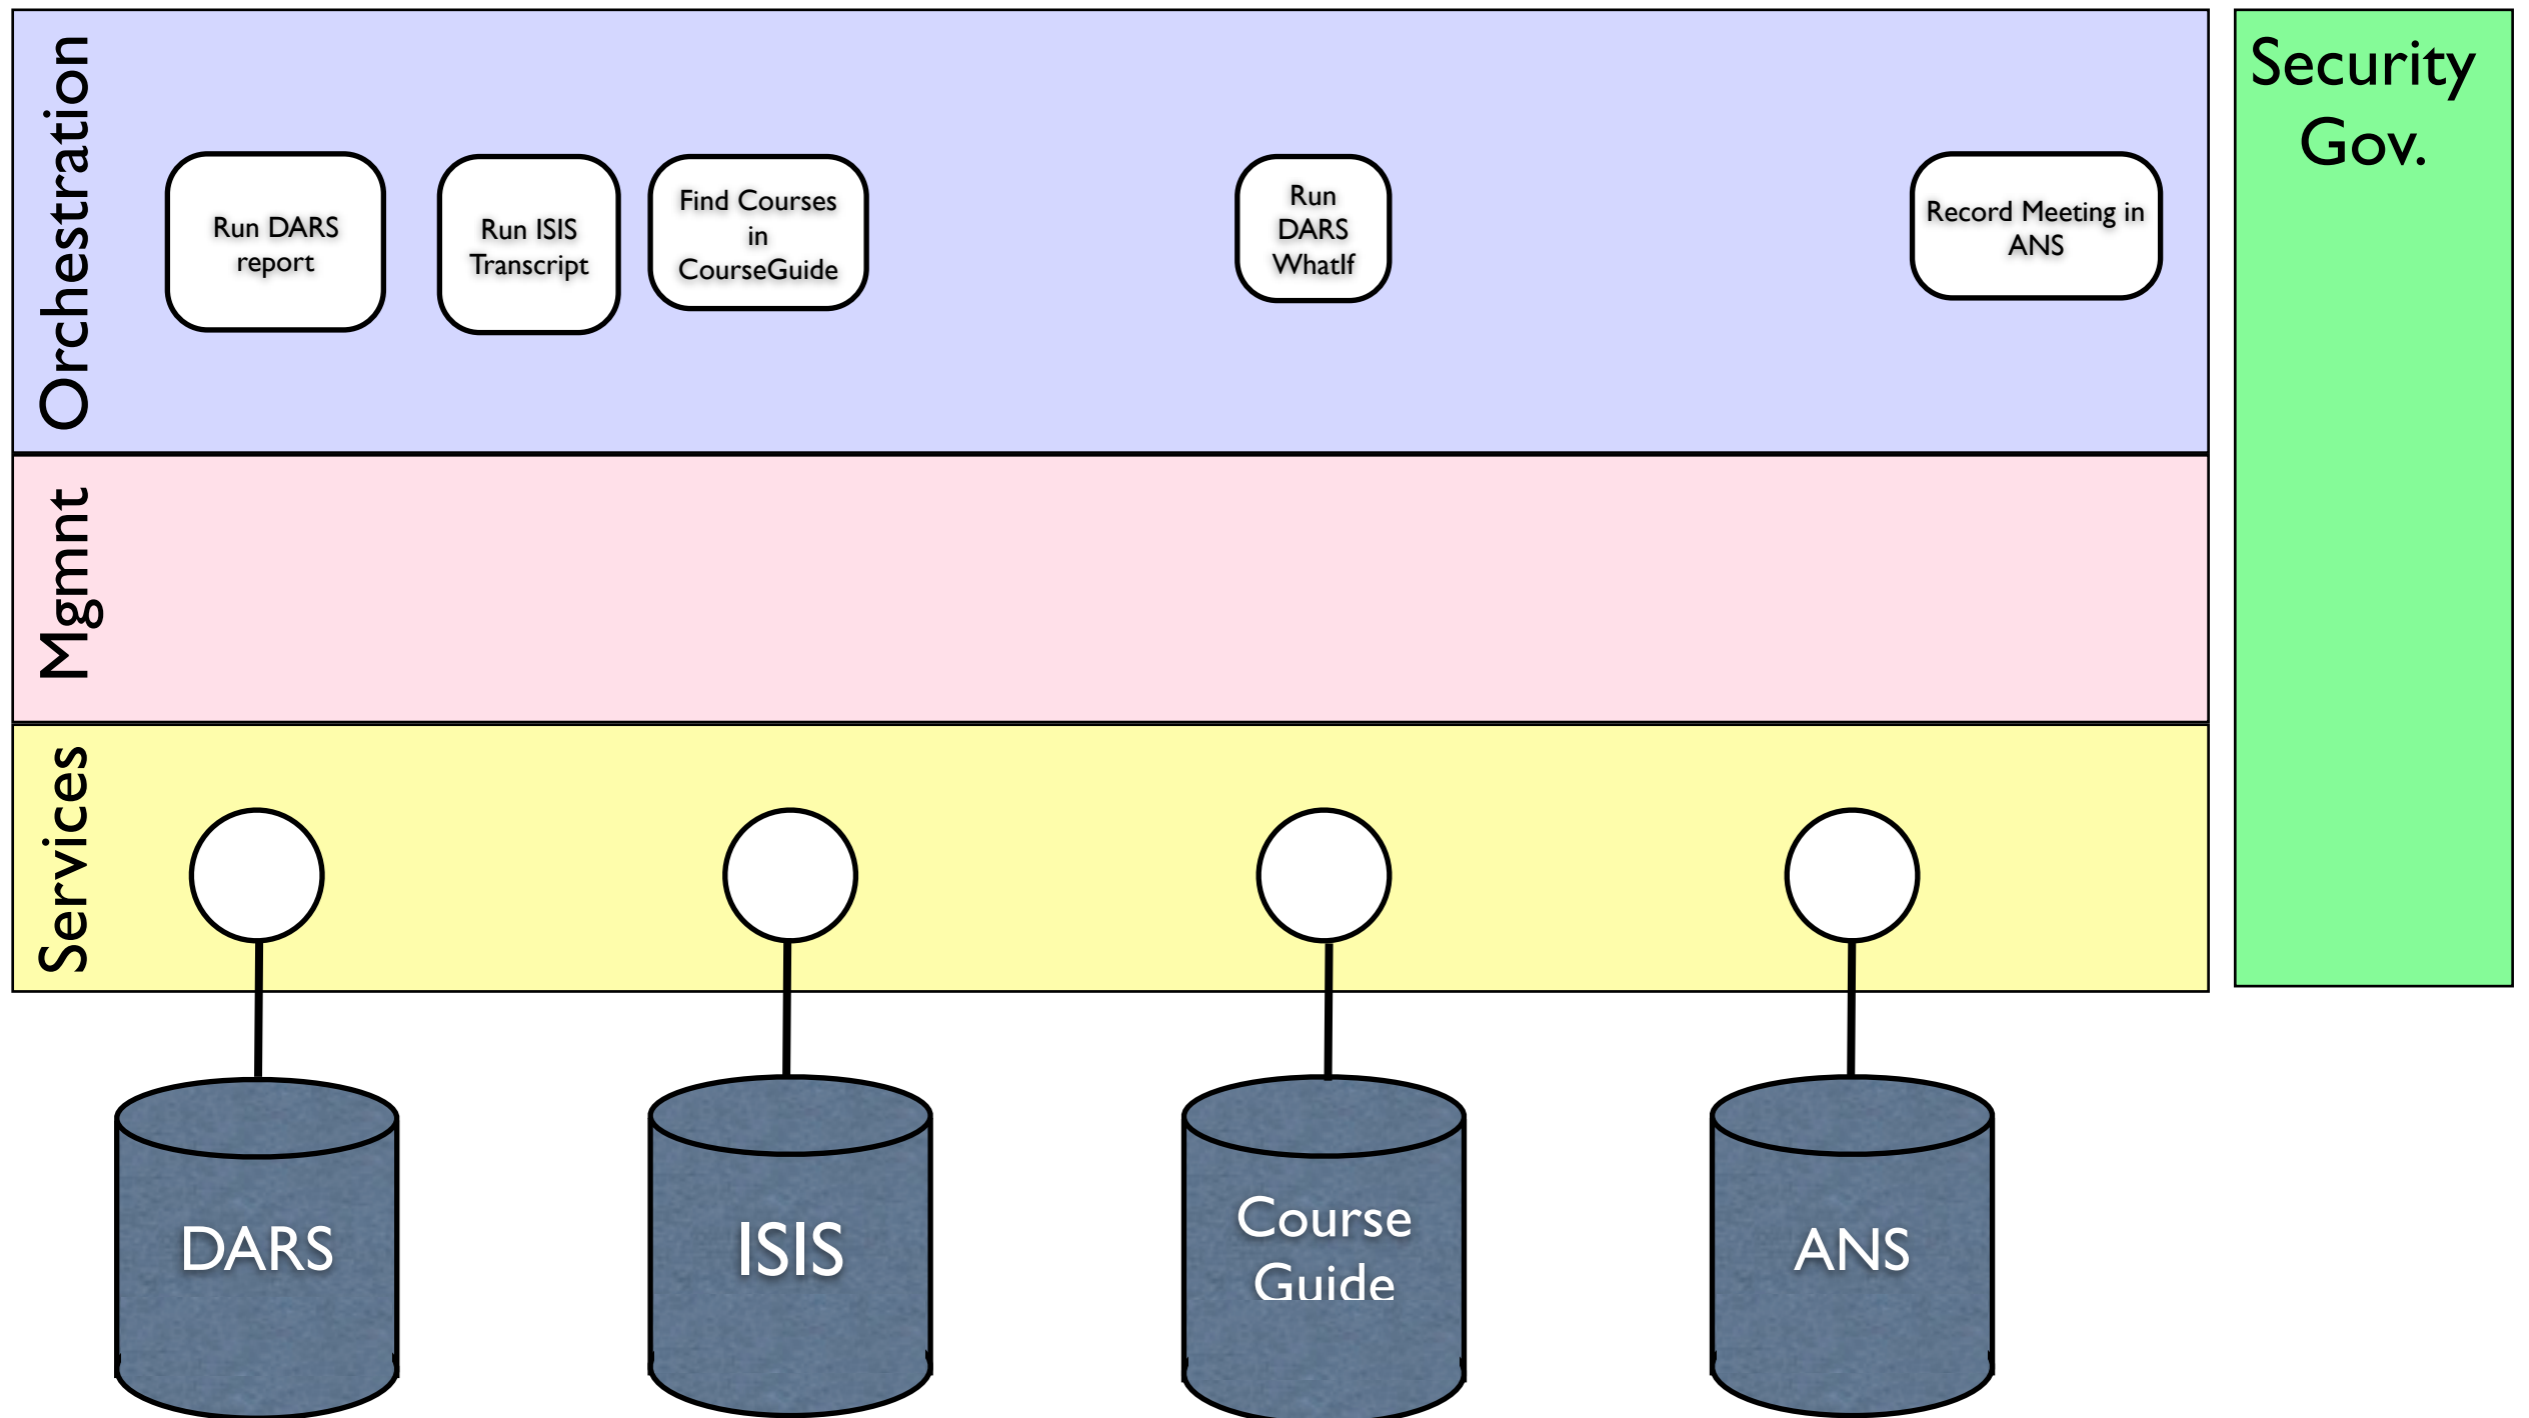 Orchestration
Run DARS
report
Run ISIS
Transcript
Find Courses
in
CourseGuide
Run
DARS
WhatIf
Record Meeting in
ANS
Security
Gov.
Mgmnt
Services
DARS
ISIS
Course
Guide
ANS